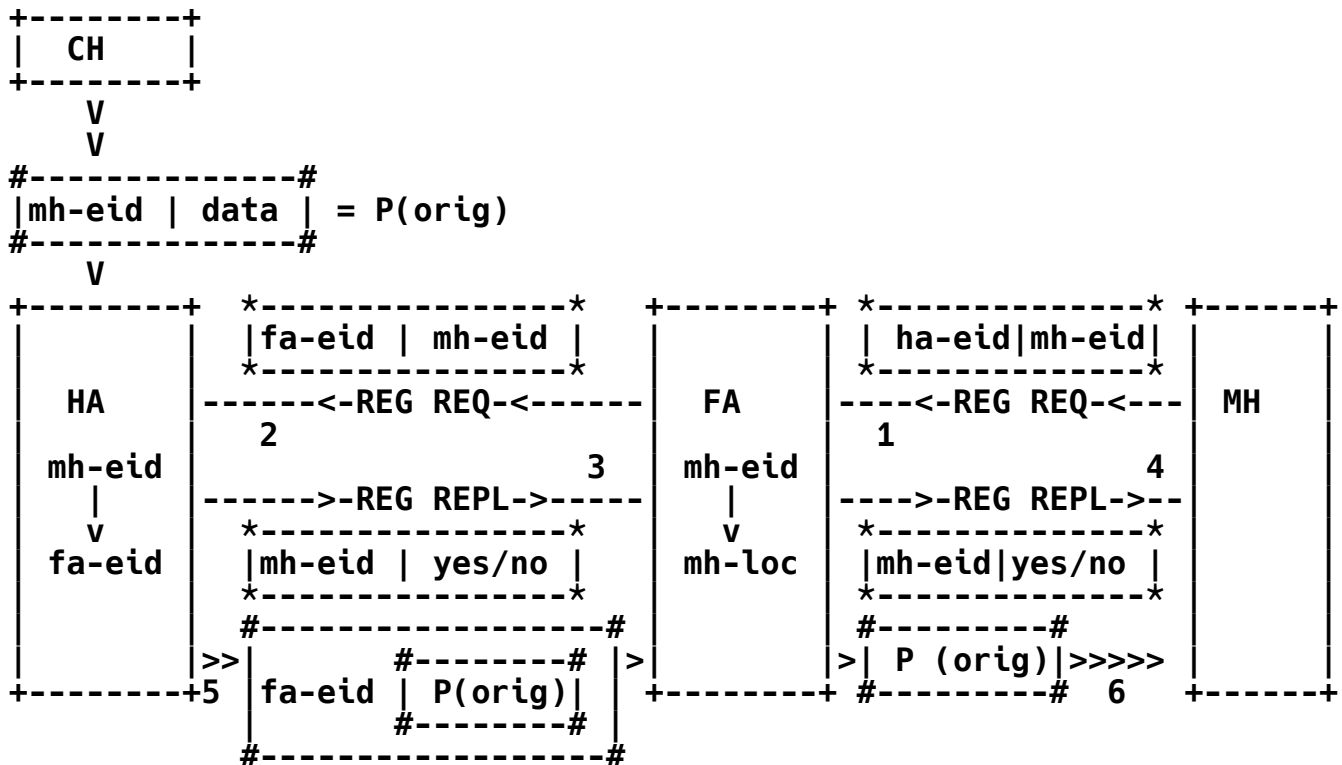 CH
V
V
|mh-eid | data | = P(orig)
V
|fa-eid | mh-eid | | ha-eid|mh-eid|
HA ------<-REG REQ-<------ FA ----<-REG REQ-<--- MH
2 1
mh-eid 3 mh-eid 4
| ------>-REG REPL->----- | ---->-REG REPL->--
v v
fa-eid |mh-eid | yes/no | mh-loc |mh-eid|yes/no |
>>| |>| >| P (orig)|>>>>>
5 |fa-eid | P(orig)| | 6